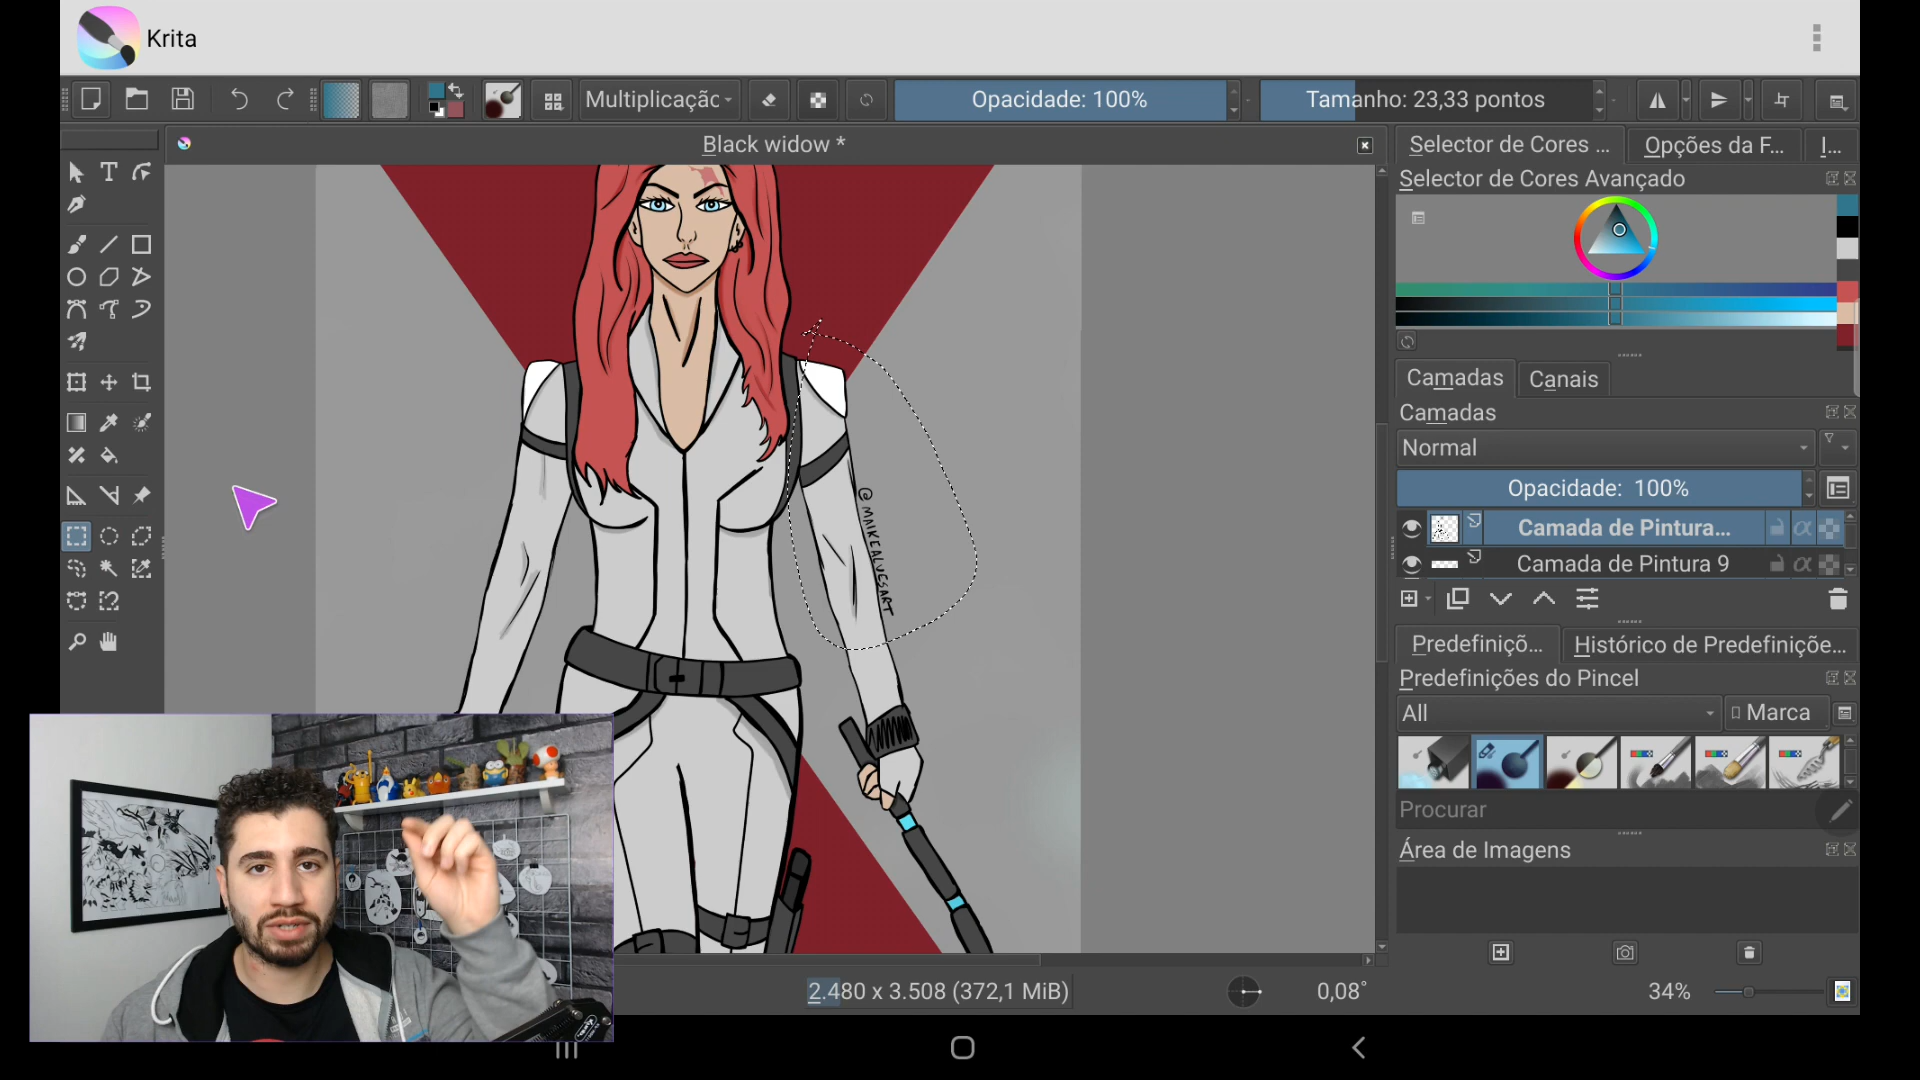 Krita
Multiplicaçãc
Opacidade: 100%
Tamanho: 23,33 pontos
Black widow *
Selector de Cores ...
Opções da F...
I...
Selector de Cores Avançado
Camadas
Canais
Camadas
Normal
Opacidade: 100%
Camada de Pintura...
Camada de Pintura 9
@MAIKEALVESART
Predefiniçõ...
Histórico de Predefiniçõe...
Predefinições do Pincel
All
Marca
Procurar
Área de Imagens
2.480 x 3.508 (372,1 MiB)
0,08°
34%